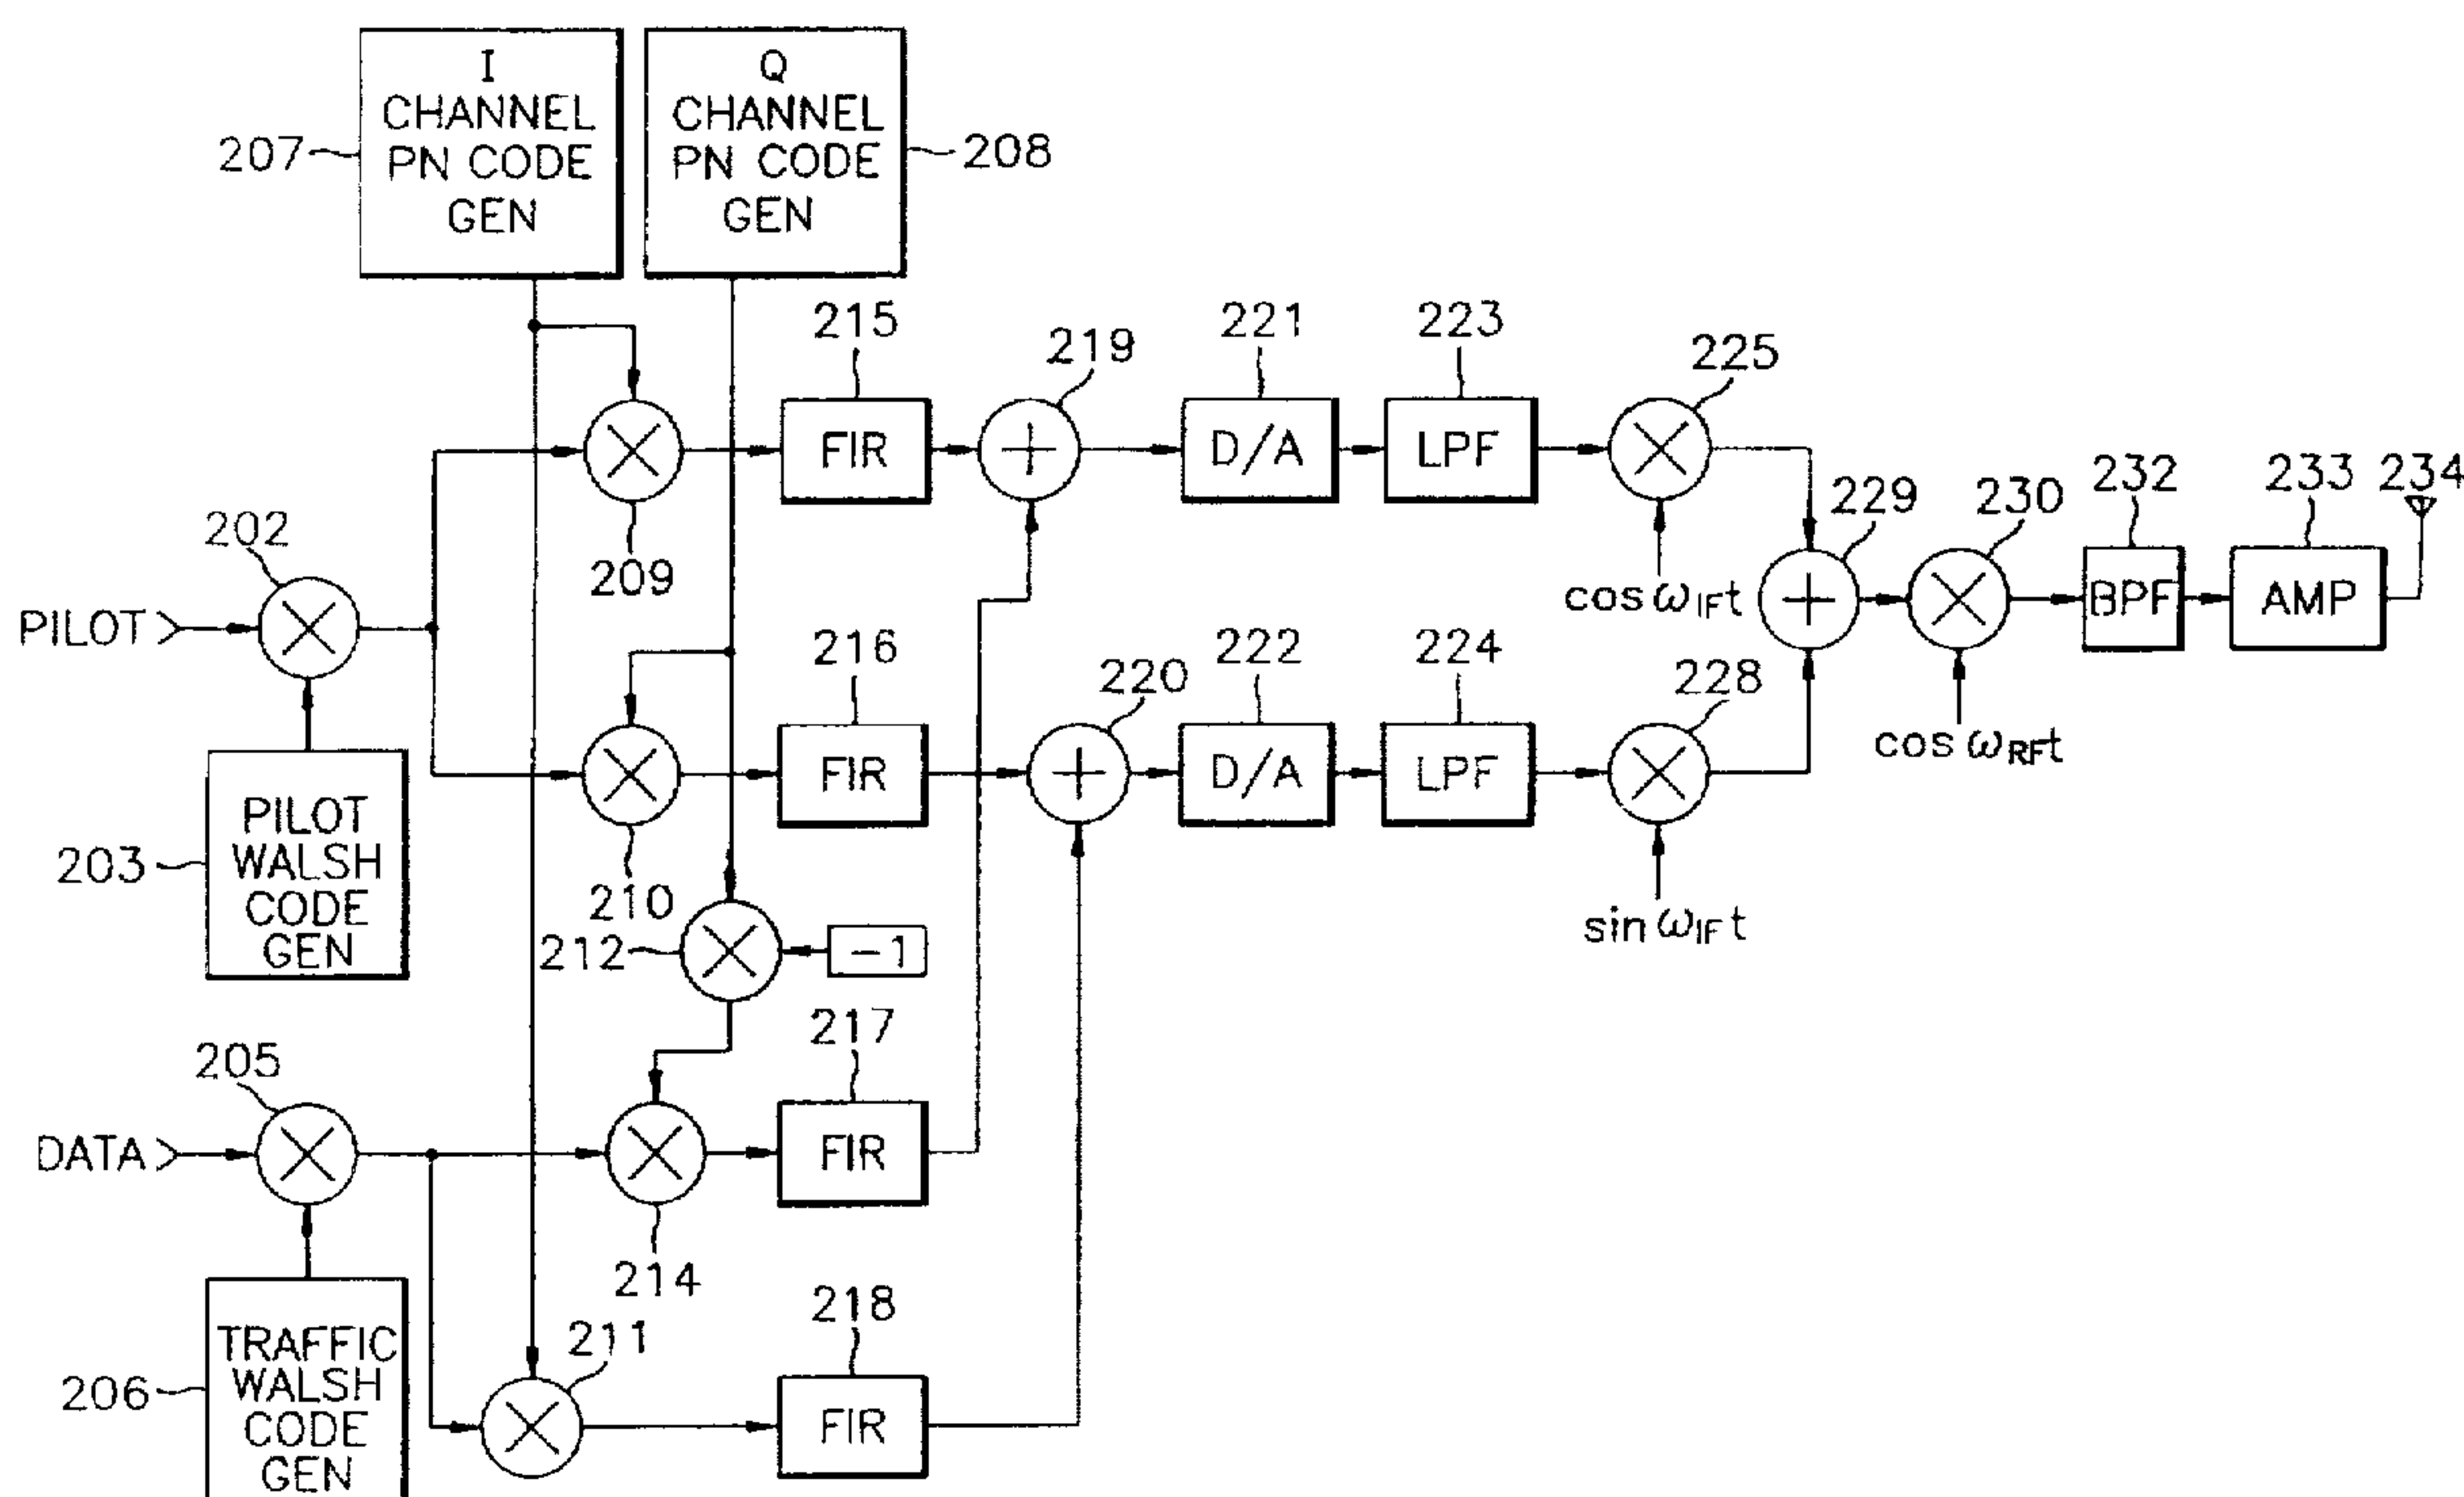 I
CHANNEL
PN CODE
GEN
Q
CHANNEL
PN CODE
GEN
207
208
215
219
221
223
225
FIR
D/A
LPF
229
230
232
233
234
202
209
cos ωIFt
BPF
AMP
PILOT
216
220
222
224
228
cos ωRFt
FIR
D/A
LPF
203
PILOT
WALSH
CODE
GEN
210
212
-1
sin ωIFt
217
205
DATA
FIR
214
218
211
206
TRAFFIC
WALSH
CODE
GEN
FIR